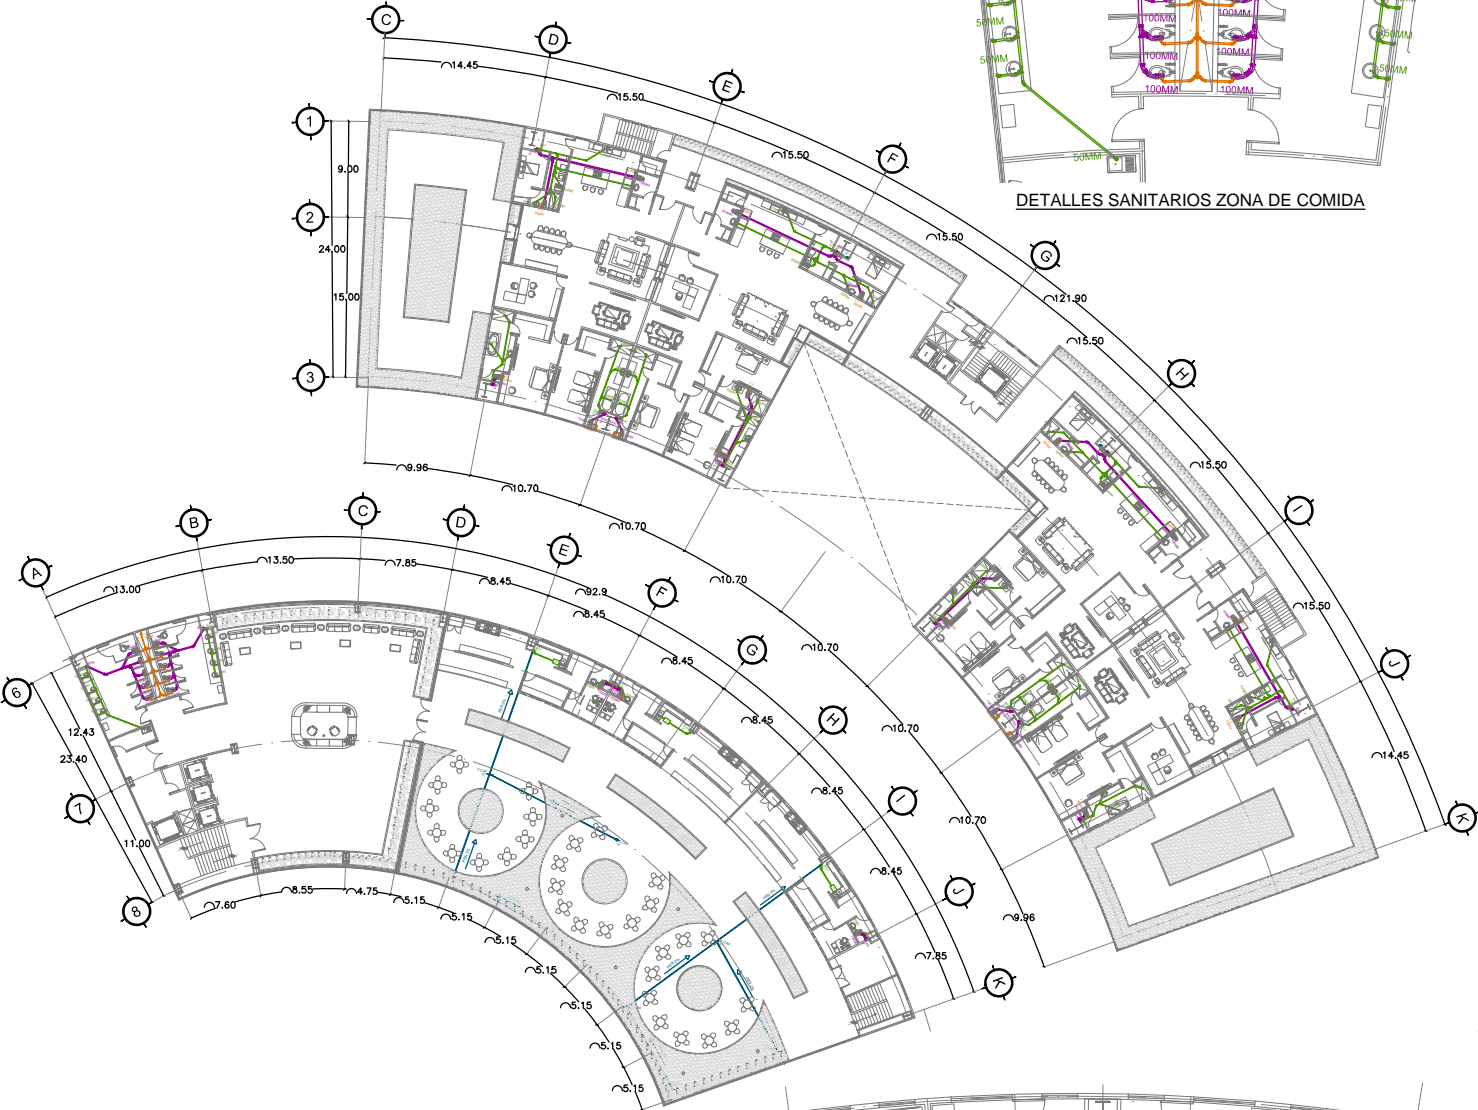 50MM
100MM
100MM
50MM
50MM
100MM
100MM
50MM
100MM
100MM
50MM
DETALLES SANITARIOS ZONA DE COMIDA
C
D
E
F
G
H
I
J
K
1
2
3
14.45
15.50
15.50
15.50
121.90
15.50
15.50
15.50
14.45
9.00
24.00
15.00
9.96
10.70
10.70
10.70
10.70
10.70
10.70
9.96
A
B
C
D
E
F
G
H
I
J
K
6
7
8
13.00
13.50
7.85
8.45
92.9
8.45
8.45
8.45
8.45
8.45
7.85
12.43
23.40
11.00
7.60
8.55
4.75
5.15
5.15
5.15
5.15
5.15
5.15
5.15